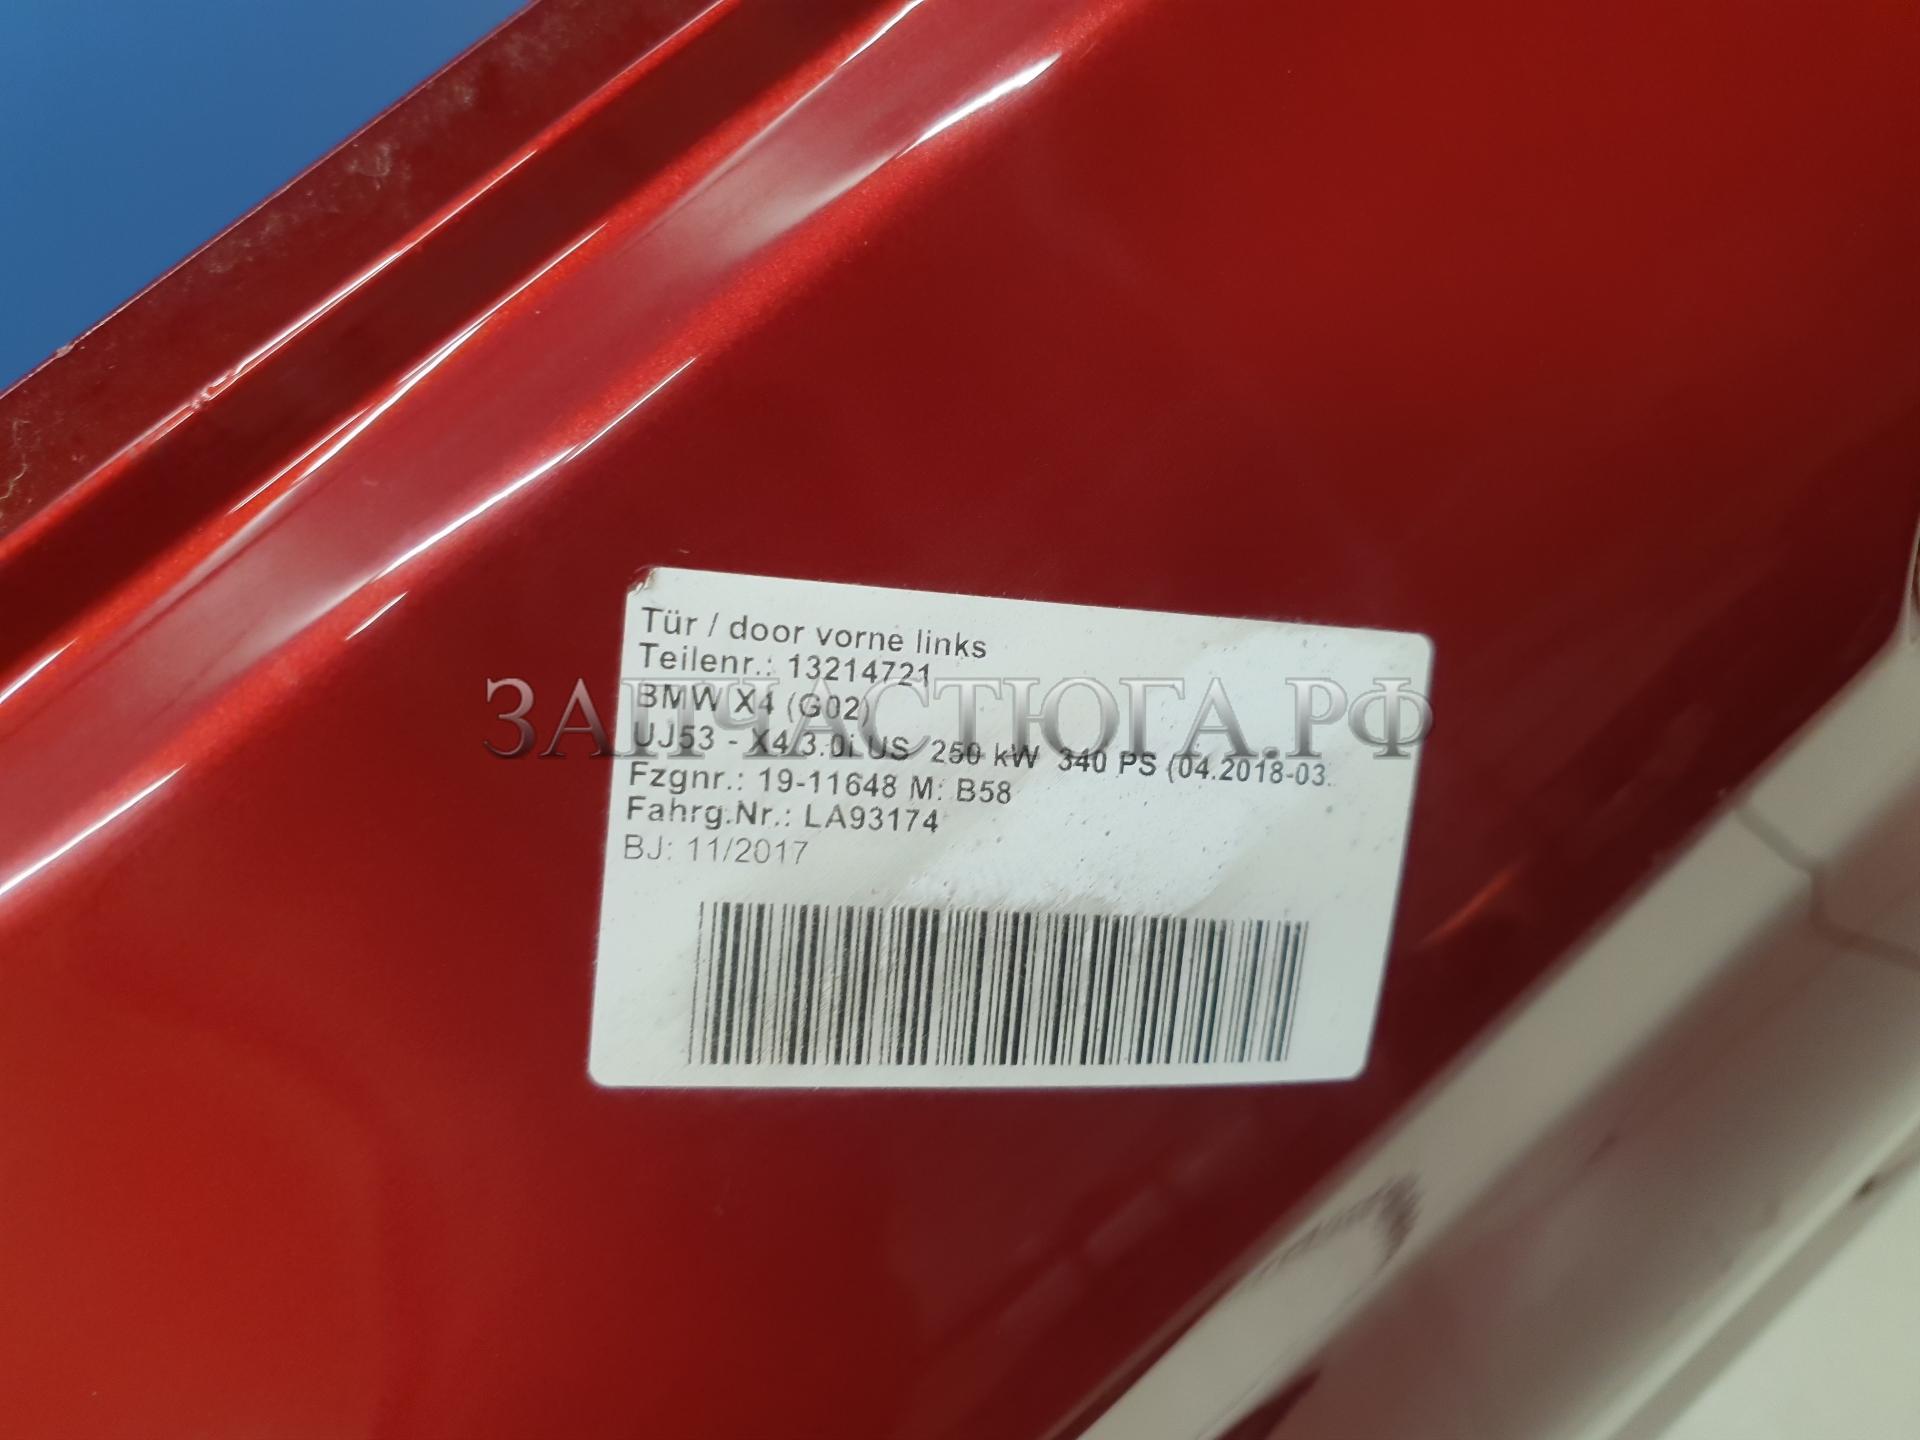 Tür / door vorne links
Teilenr.: 13214721
ЗАПЧАСТЮГА.РФ
BMW X4 (G02)
UJ53 - X4 3.0i US 250 kW 340 PS (04.2018-03.
Fzgnr.: 19-11648 M: B58
Fahrg.Nr.: LA93174
BJ: 11/2017